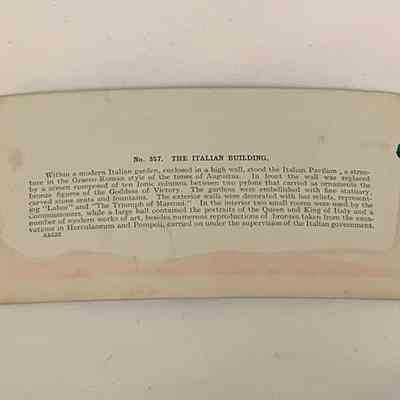 No. 357. THE ITALIAN BUILDING.
Within a modern Italian garden, enclosed in a high wall, stood the Italian Pavilion, a struc-
ture in the Graeco-Roman style of the times of Augustus. In front the wall was replaced
by a screen composed of ten Ionic columns between two pylons that carried as ornaments the
bronze figures of the Goddess of Victory. The gardens were embellished with fine statuary,
carved stone seats and fountains. The exterior walls were decorated with bas reliefs, represent-
ing "Labor" and "The Triumph of Marconi." In the interior two small rooms were used by the
Commissioners, while a large hall contained the portraits of the Queen and King of Italy and a
number of modern works of art, besides numerous reproductions of bronzes taken from the exca-
vations in Herculaneum and Pompeii, carried on under the supervision of the Italian government.